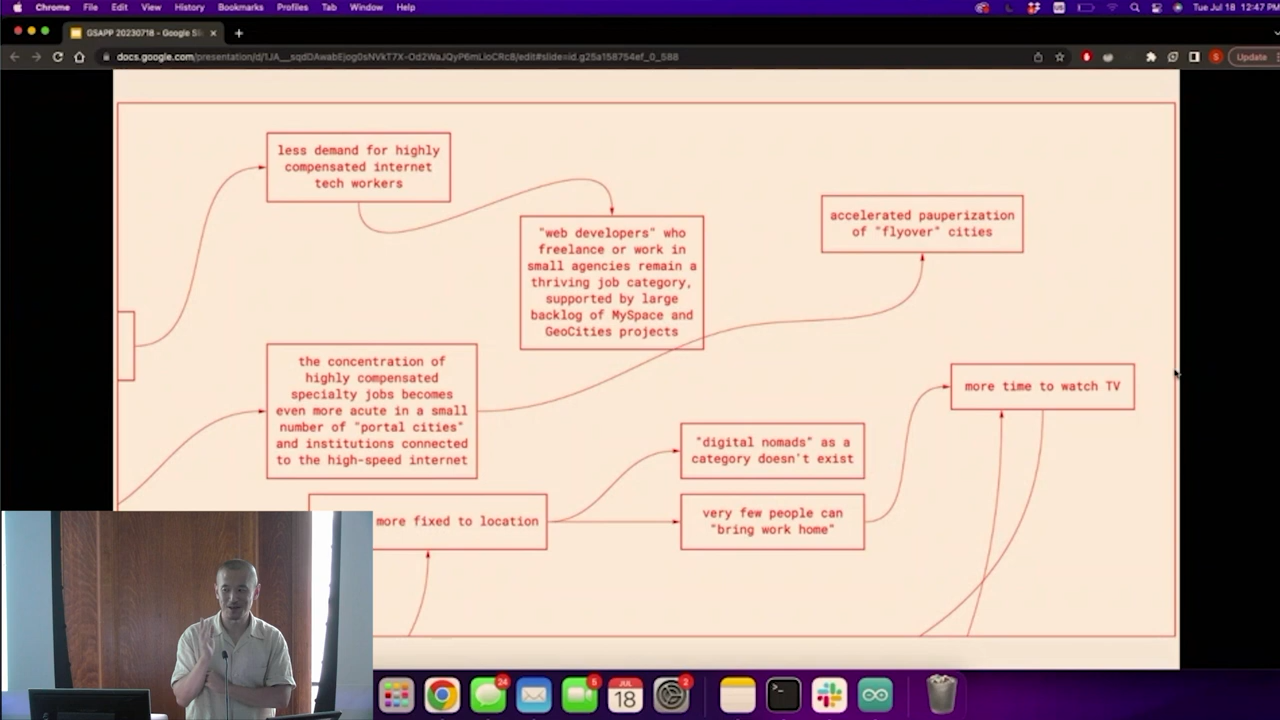 Chrome File Edit View History Bookmarks Profiles Tab Window Help
Tue Jul 18 12:47 PM
GSAPP 20230718 - Google Sl
Update
less demand for highly
compensated internet
tech workers
"web developers" who
freelance or work in
small agencies remain a
thriving job category,
supported by large
backlog of MySpace and
GeoCities projects
accelerated pauperization
of "flyover" cities
the concentration of
highly compensated
specialty jobs becomes
even more acute in a small
number of "portal cities"
and institutions connected
to the high-speed internet
more time to watch TV
"digital nomads" as a
category doesn't exist
more fixed to location
very few people can
"bring work home"
24
5
JUL
18
2